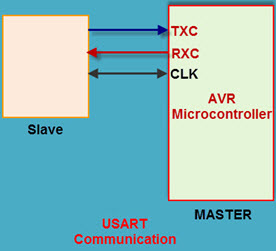 TXC
RXC
CLK
AVR
Microcontroller
Slave
MASTER
USART
Communication